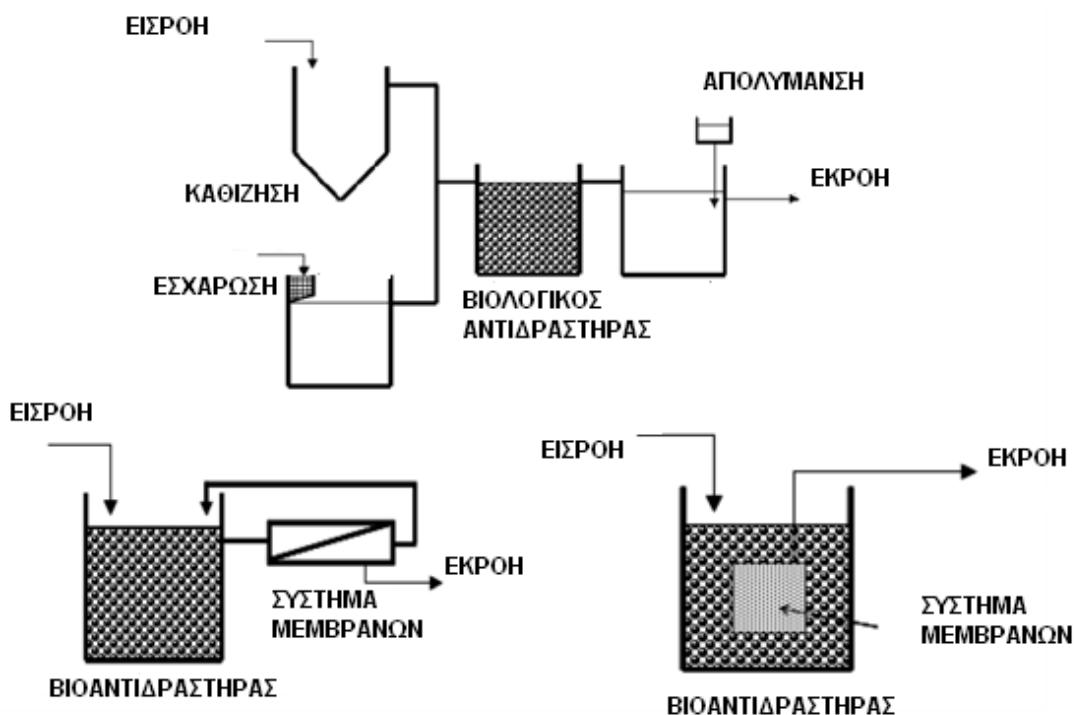 ΕΙΣΡΟΗ
ΑΠΟΛΥΜΑΝΣΗ
ΚΑΘΙΖΗΣΗ
ΕΚΡΟΗ
ΕΣΧΑΡΩΣΗ
ΒΙΟΛΟΓΙΚΟΣ
ΑΝΤΙΔΡΑΣΤΗΡΑΣ
ΕΙΣΡΟΗ
ΕΚΡΟΗ
ΣΥΣΤΗΜΑ
ΜΕΜΒΡΑΝΩΝ
ΒΙΟΑΝΤΙΔΡΑΣΤΗΡΑΣ
ΕΙΣΡΟΗ
ΕΚΡΟΗ
ΣΥΣΤΗΜΑ
ΜΕΜΒΡΑΝΩΝ
ΒΙΟΑΝΤΙΔΡΑΣΤΗΡΑΣ